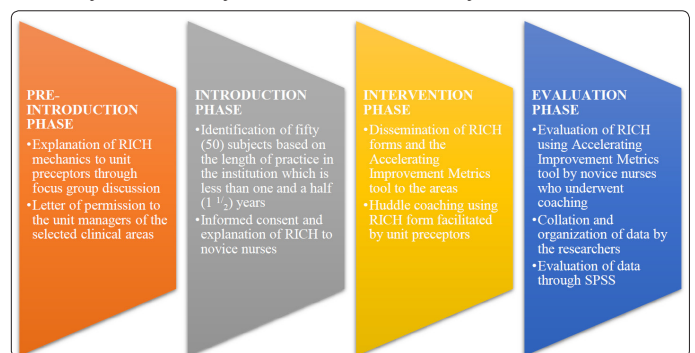 PRE-
INTRODUCTION
PHASE
•Explanation of RICH
mechanics to unit
preceptors through
focus group discussion
•Letter of permission to
the unit managers of the
selected clinical areas
INTRODUCTION
PHASE
•Identification of fifty
(50) subjects based on
the length of practice in
the institution which is
less than one and a half
(1 1/2) years
•Informed consent and
explanation of RICH to
novice nurses
INTERVENTION
PHASE
•Dissemination of RICH
forms and the
Accelerating
Improvement Metrics
tool to the areas
•Huddle coaching using
RICH form facilitated
by unit preceptors
EVALUATION
PHASE
•Evaluation of RICH
using Accelerating
Improvement Metrics
tool by novice nurses
who underwent
coaching
•Collation and
organization of data by
the researchers
•Evaluation of data
through SPSS